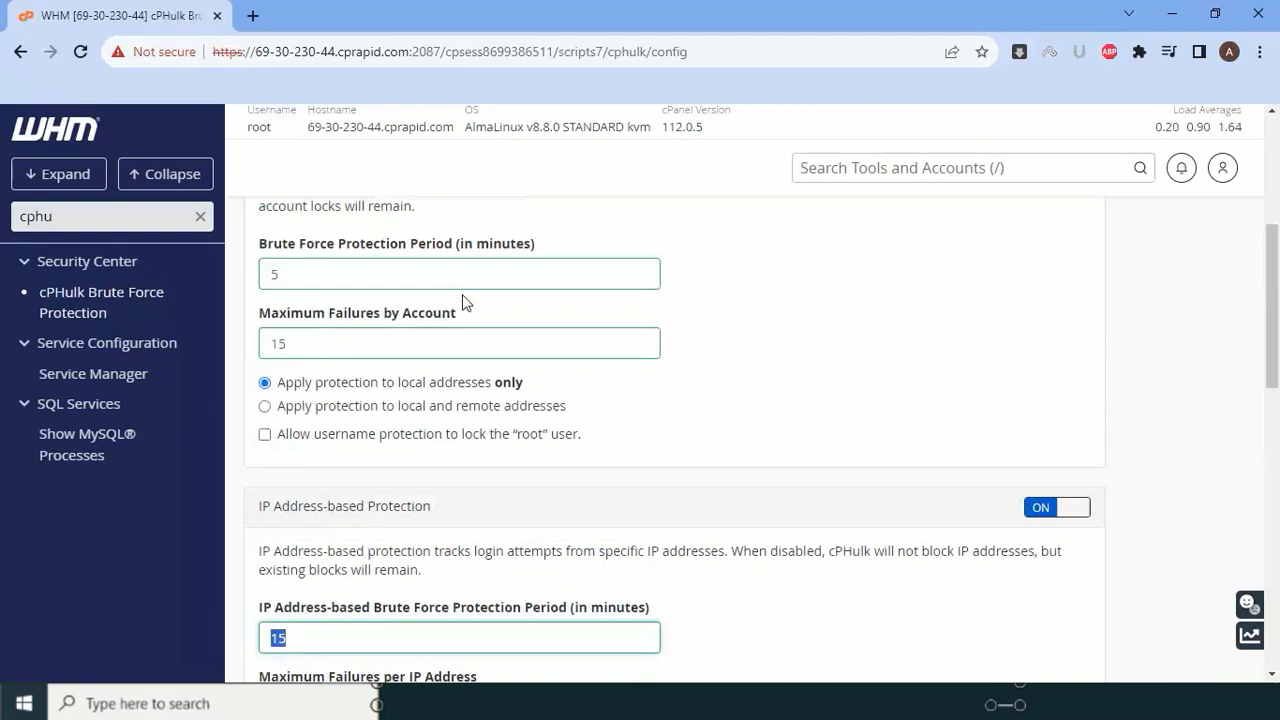 WHM [69-30-230-44] cPHulk Bru
Not secure
https://69-30-230-44.cprapid.com:2087/cpsess8699386511/scripts7/cphulk/config
ABP
A
WHM
Expand
Collapse
cphu
Security Center
cPHulk Brute Force
Protection
Service Configuration
Service Manager
SQL Services
Show MySQL®
Processes
Username Hostname OS cPanel Version Load Averages
root 69-30-230-44.cprapid.com AlmaLinux v8.8.0 STANDARD kvm 112.0.5 0.20 0.90 1.64
Search Tools and Accounts (/)
account locks will remain.
Brute Force Protection Period (in minutes)
5
Maximum Failures by Account
15
Apply protection to local addresses only
Apply protection to local and remote addresses
Allow username protection to lock the “root” user.
IP Address-based Protection
ON
IP Address-based protection tracks login attempts from specific IP addresses. When disabled, cPHulk will not block IP addresses, but
existing blocks will remain.
IP Address-based Brute Force Protection Period (in minutes)
15
Maximum Failures per IP Address
Type here to search